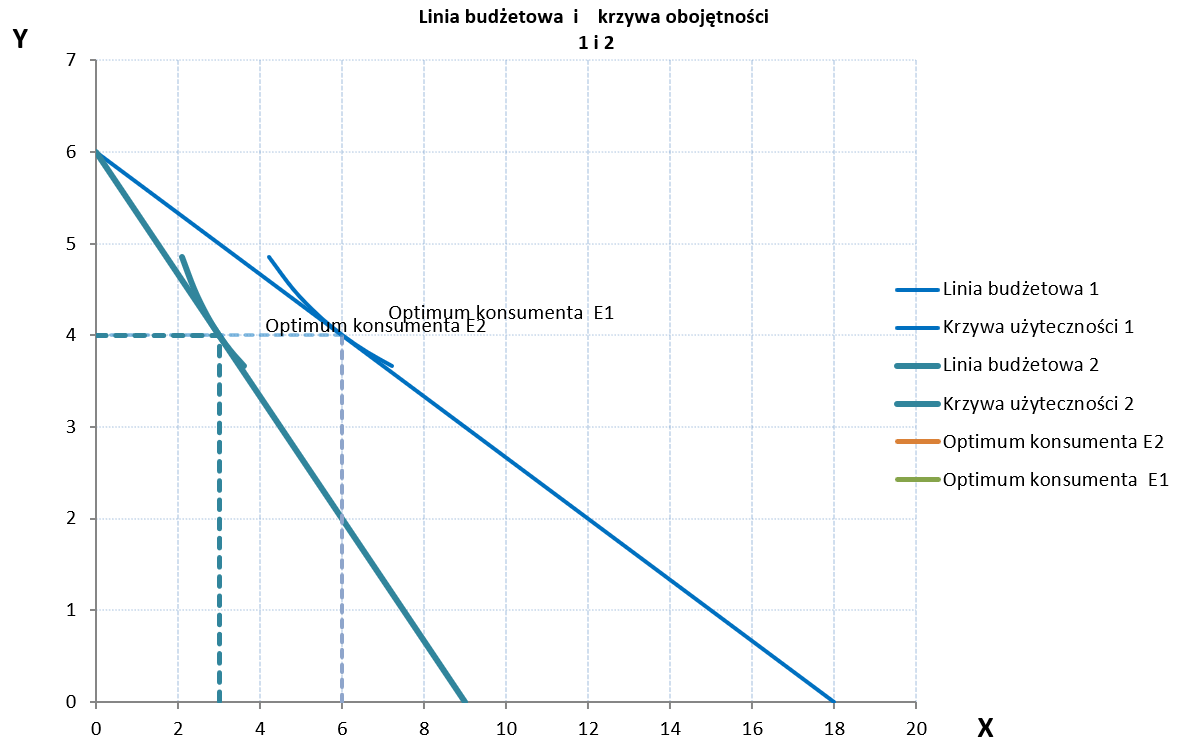 Linia budżetowa i krzywa obojętności
1 i 2
Y
7
6
5
4
3
2
1
0
Optimum konsumenta E1
Optimum konsumenta E2
0 2 4 6 8 10 12 14 16 18 20
X
Linia budżetowa 1
Krzywa użyteczności 1
Linia budżetowa 2
Krzywa użyteczności 2
Optimum konsumenta E2
Optimum konsumenta E1